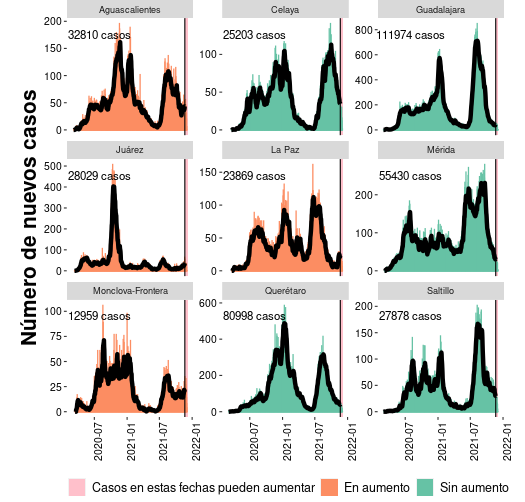 Número de nuevos casos
Aguascalientes
Celaya
Guadalajara
200
150
100
50
0
32810 casos
100
50
0
25203 casos
800
600
400
200
0
111974 casos
Juárez
La Paz
Mérida
500
400
300
200
100
0
28029 casos
150
100
50
0
23869 casos
200
0
55430 casos
Monclova-Frontera
Querétaro
Saltillo
100
75
50
25
0
12959 casos
600
400
200
0
80998 casos
200
150
100
50
0
27878 casos
2020-07
2021-01
2021-07
2022-01
2020-07
2021-01
2021-07
2022-01
2020-07
2021-01
2021-07
2022-01
Casos en estas fechas pueden aumentar
En aumento
Sin aumento